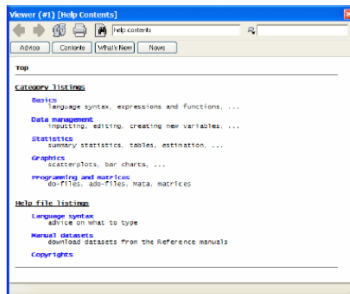 Viewer (#1) [Help Contents]
help contents
Advice Contents What's New News
Top
Category listings
Basics
language syntax, expressions and functions, ...
Data management
inputting, editing, creating new variables, ...
Statistics
summary statistics, tables, estimation, ...
Graphics
scatterplots, bar charts, ...
Programming and matrices
do-files, ado-files, Mata, matrices
Help file listings
Language syntax
advice on what to type
Manual datasets
download datasets from the Reference manuals
Copyrights